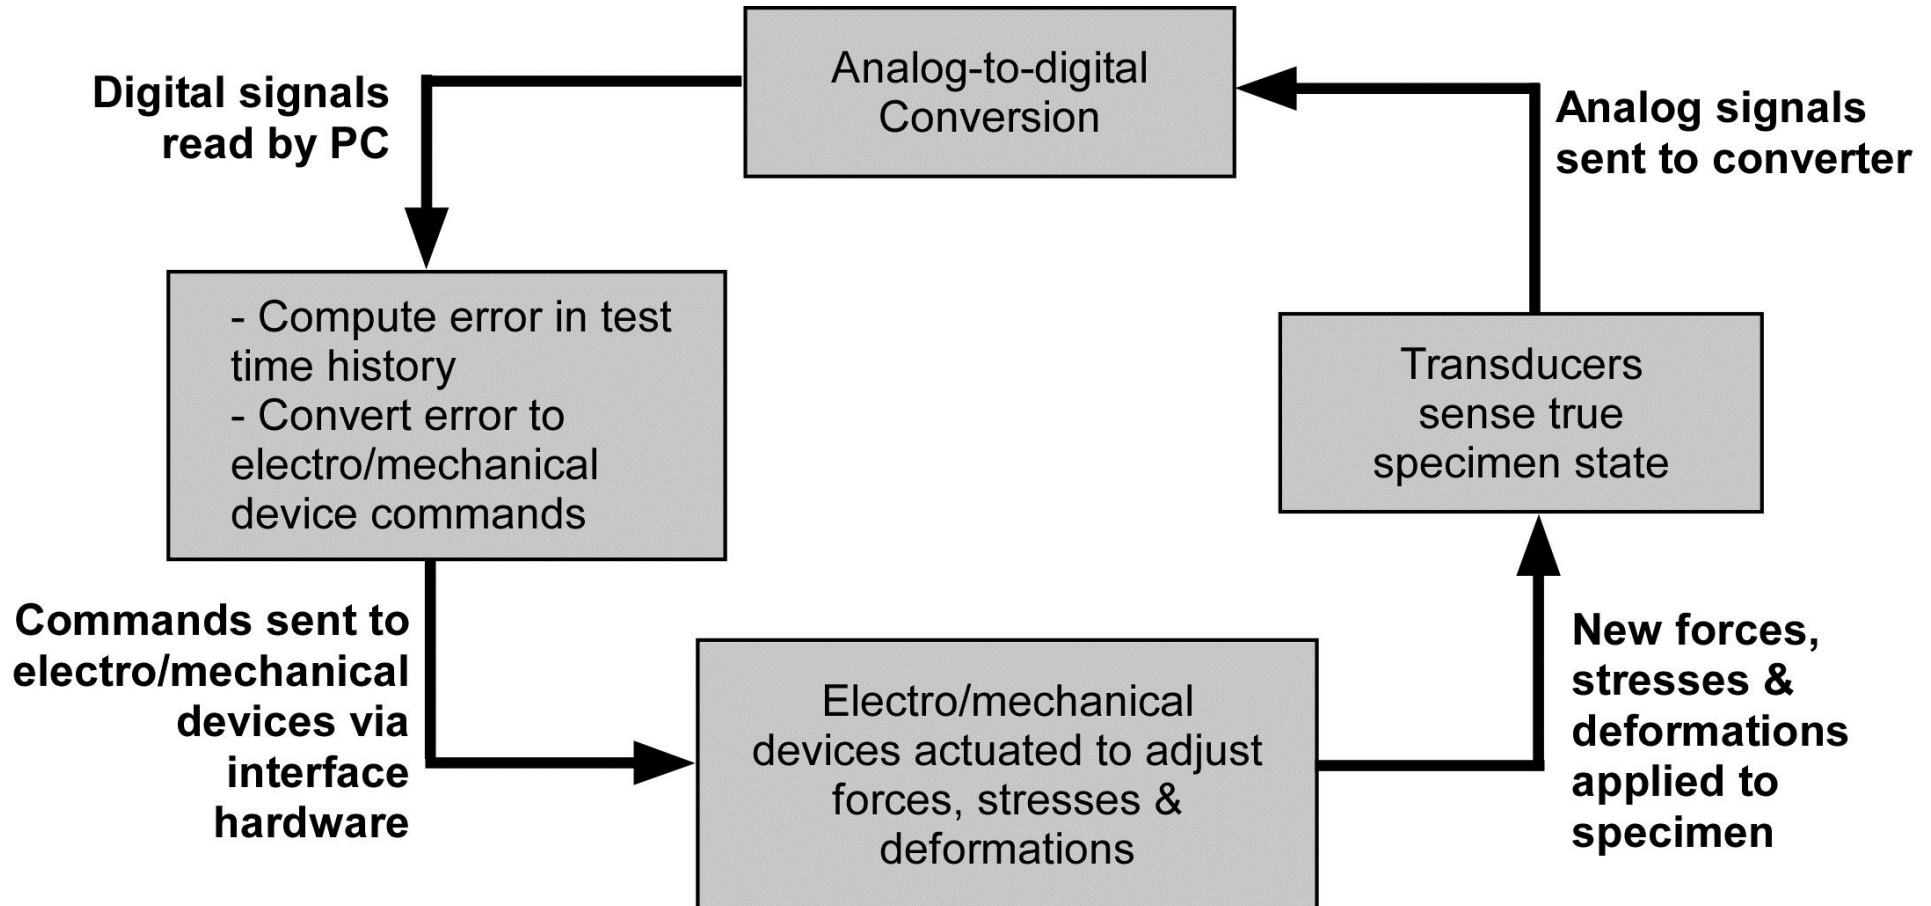 Analog-to-digital
Conversion
Digital signals
read by PC
Analog signals
sent to converter
- Compute error in test
time history
- Convert error to
electro/mechanical
device commands
Transducers
sense true
specimen state
Commands sent to
electro/mechanical
devices via
interface
hardware
Electro/mechanical
devices actuated to adjust
forces, stresses &
deformations
New forces,
stresses &
deformations
applied to
specimen